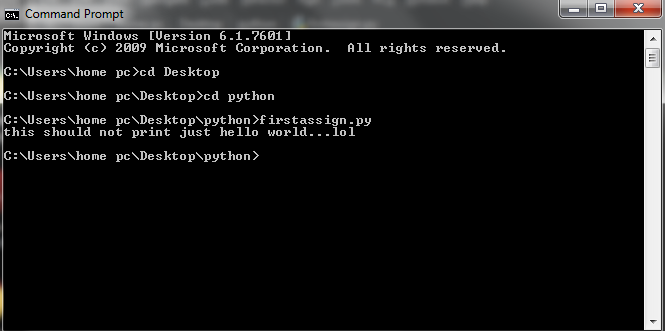 Command Prompt
Microsoft Windows [Version 6.1.7601]
Copyright (c) 2009 Microsoft Corporation.  All rights reserved.
C:\Users\home pc>cd Desktop
C:\Users\home pc\Desktop>cd python
C:\Users\home pc\Desktop\python>firstassign.py
this should not print just hello world...lol
C:\Users\home pc\Desktop\python>